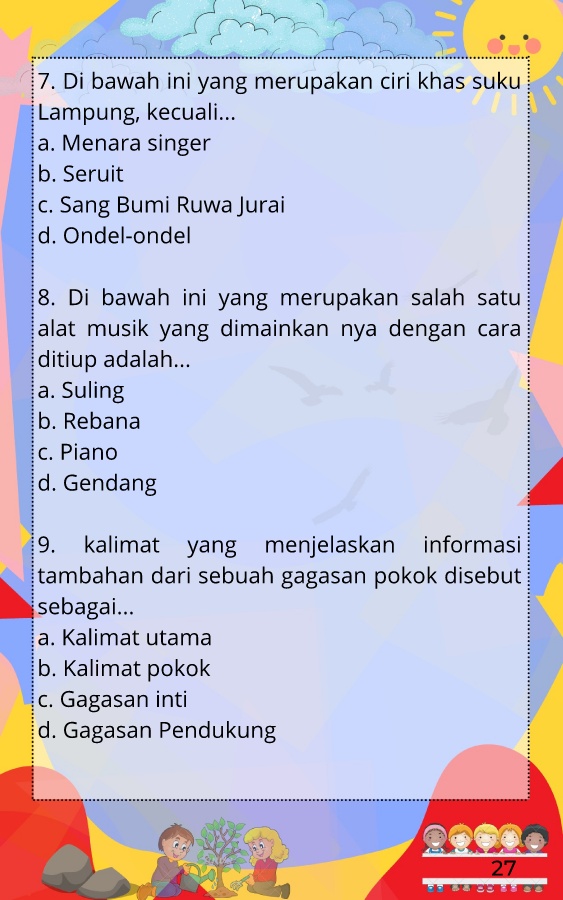 7. Di bawah ini yang merupakan ciri khas suku
Lampung, kecuali...
a. Menara singer
b. Seruit
c. Sang Bumi Ruwa Jurai
d. Ondel-ondel
8. Di bawah ini yang merupakan salah satu
alat musik yang dimainkan nya dengan cara
ditiup adalah...
a. Suling
b. Rebana
c. Piano
d. Gendang
9. kalimat yang menjelaskan informasi
tambahan dari sebuah gagasan pokok disebut
sebagai...
a. Kalimat utama
b. Kalimat pokok
c. Gagasan inti
d. Gagasan Pendukung
27